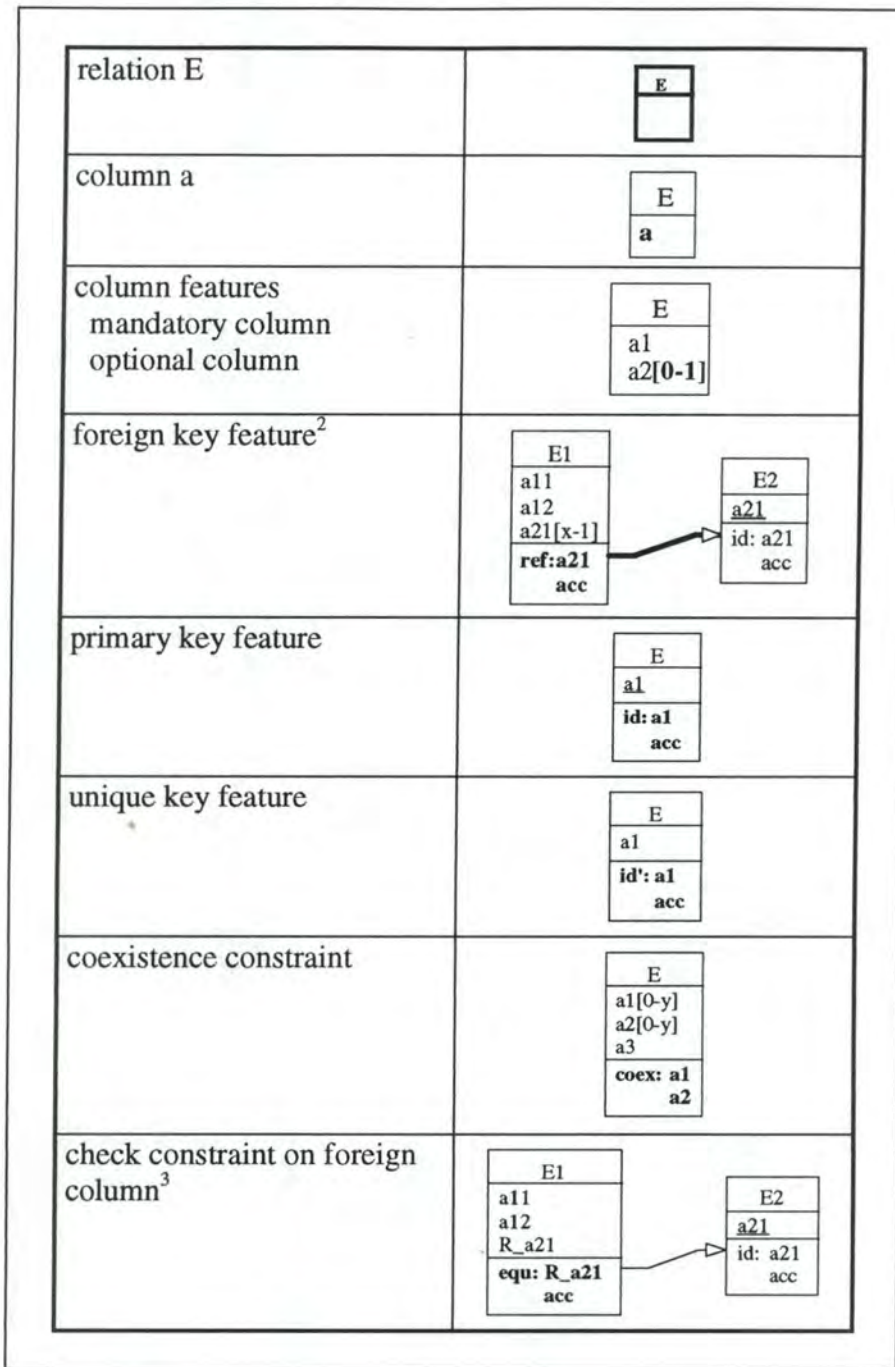 relation E
E
column a
E
a
column features
mandatory column
optional column
E
a1
a2[0-1]
foreign key feature2
E1
a11
a12
a21[x-1]
ref:a21
acc
E2
a21
id: a21
acc
primary key feature
E
a1
id: a1
acc
unique key feature
E
a1
id': a1
acc
coexistence constraint
E
a1[0-y]
a2[0-y]
a3
coex: a1
a2
check constraint on foreign
column3
E1
a11
a12
R_a21
equ: R_a21
acc
E2
a21
id: a21
acc